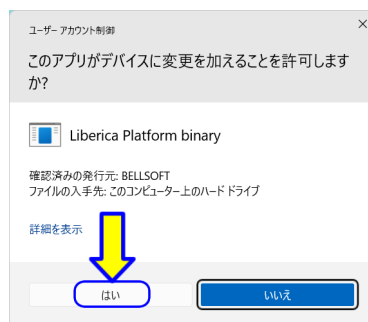 ユーザー アカウント制御
このアプリがデバイスに変更を加えることを許可します
か?
Liberica Platform binary
確認済みの発行元: BELLSOFT
ファイルの入手先: このコンピューター上のハード ドライブ
詳細を表示
はい
いいえ